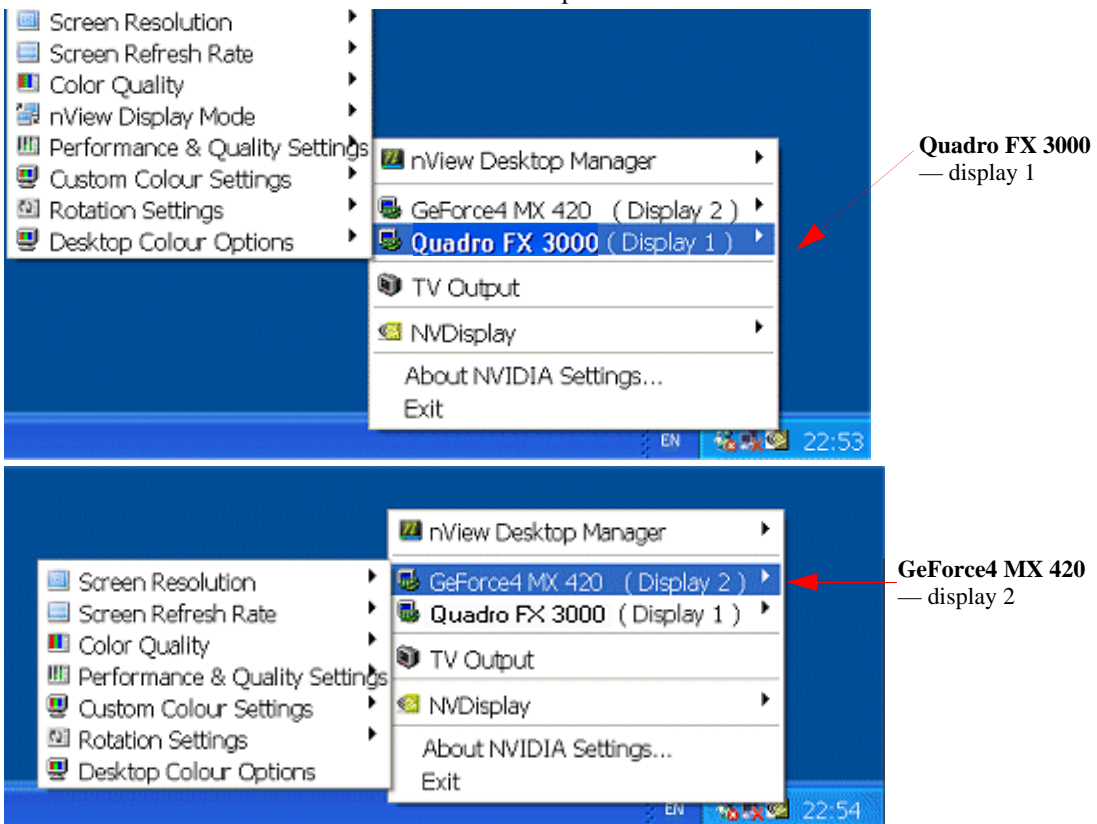 Screen Resolution
Screen Refresh Rate
Color Quality
nView Display Mode
Performance & Quality Settings
Custom Colour Settings
Rotation Settings
Desktop Colour Options
nView Desktop Manager
GeForce4 MX 420 ( Display 2 )
Quadro FX 3000 ( Display 1 )
TV Output
NVDisplay
About NVIDIA Settings...
Exit
EN 22:53
Quadro FX 3000
— display 1
nView Desktop Manager
GeForce4 MX 420 ( Display 2 )
Quadro FX 3000 ( Display 1 )
TV Output
NVDisplay
About NVIDIA Settings...
Exit
Screen Resolution
Screen Refresh Rate
Color Quality
Performance & Quality Settings
Custom Colour Settings
Rotation Settings
Desktop Colour Options
EN 22:54
GeForce4 MX 420
— display 2